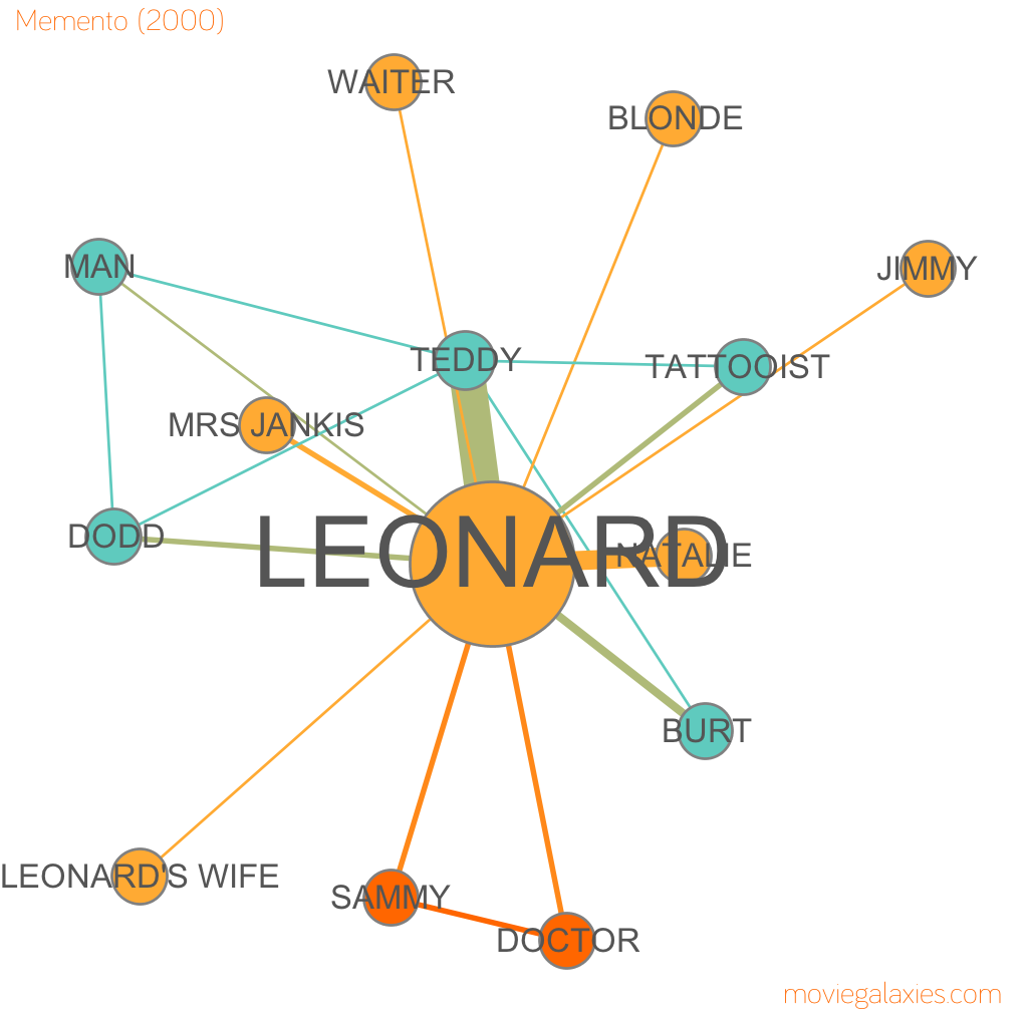 Memento (2000)
WAITER
BLONDE
MAN
JIMMY
TEDDY
TATTOOIST
MRS JANKIS
DODD
LEONARD
NATALIE
BURT
LEONARD'S WIFE
SAMMY
DOCTOR
moviegalaxies.com